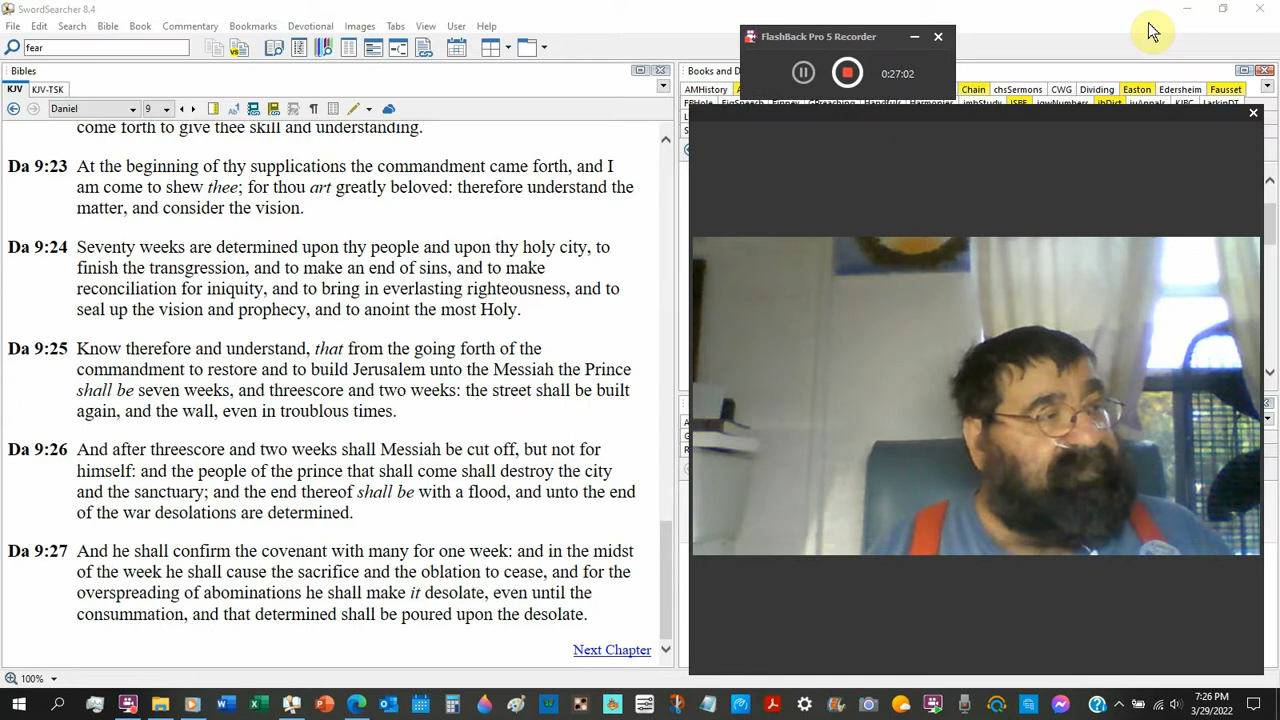 SwordSearcher 8.4
File Edit Search Bible Book Commentary Bookmarks Devotional Images Tabs View User Help
fear
FlashBack Pro 5 Recorder
0:27:02
Bibles
Books and D
KJV KJV-TSK
AMHistory Chain chsSermons CWG Dividing Easton Edersheim Fausset
Daniel 9
come forth to give thee skill and understanding.
Da 9:23 At the beginning of thy supplications the commandment came forth, and I
am come to shew thee; for thou art greatly beloved: therefore understand the
matter, and consider the vision.
Da 9:24 Seventy weeks are determined upon thy people and upon thy holy city, to
finish the transgression, and to make an end of sins, and to make
reconciliation for iniquity, and to bring in everlasting righteousness, and to
seal up the vision and prophecy, and to anoint the most Holy.
Da 9:25 Know therefore and understand, that from the going forth of the
commandment to restore and to build Jerusalem unto the Messiah the Prince
shall be seven weeks, and threescore and two weeks: the street shall be built
again, and the wall, even in troublous times.
Da 9:26 And after threescore and two weeks shall Messiah be cut off, but not for
himself: and the people of the prince that shall come shall destroy the city
and the sanctuary; and the end thereof shall be with a flood, and unto the end
of the war desolations are determined.
Da 9:27 And he shall confirm the covenant with many for one week: and in the midst
of the week he shall cause the sacrifice and the oblation to cease, and for the
overspreading of abominations he shall make it desolate, even until the
consummation, and that determined shall be poured upon the desolate.
Next Chapter
100%
7:26 PM
3/29/2022